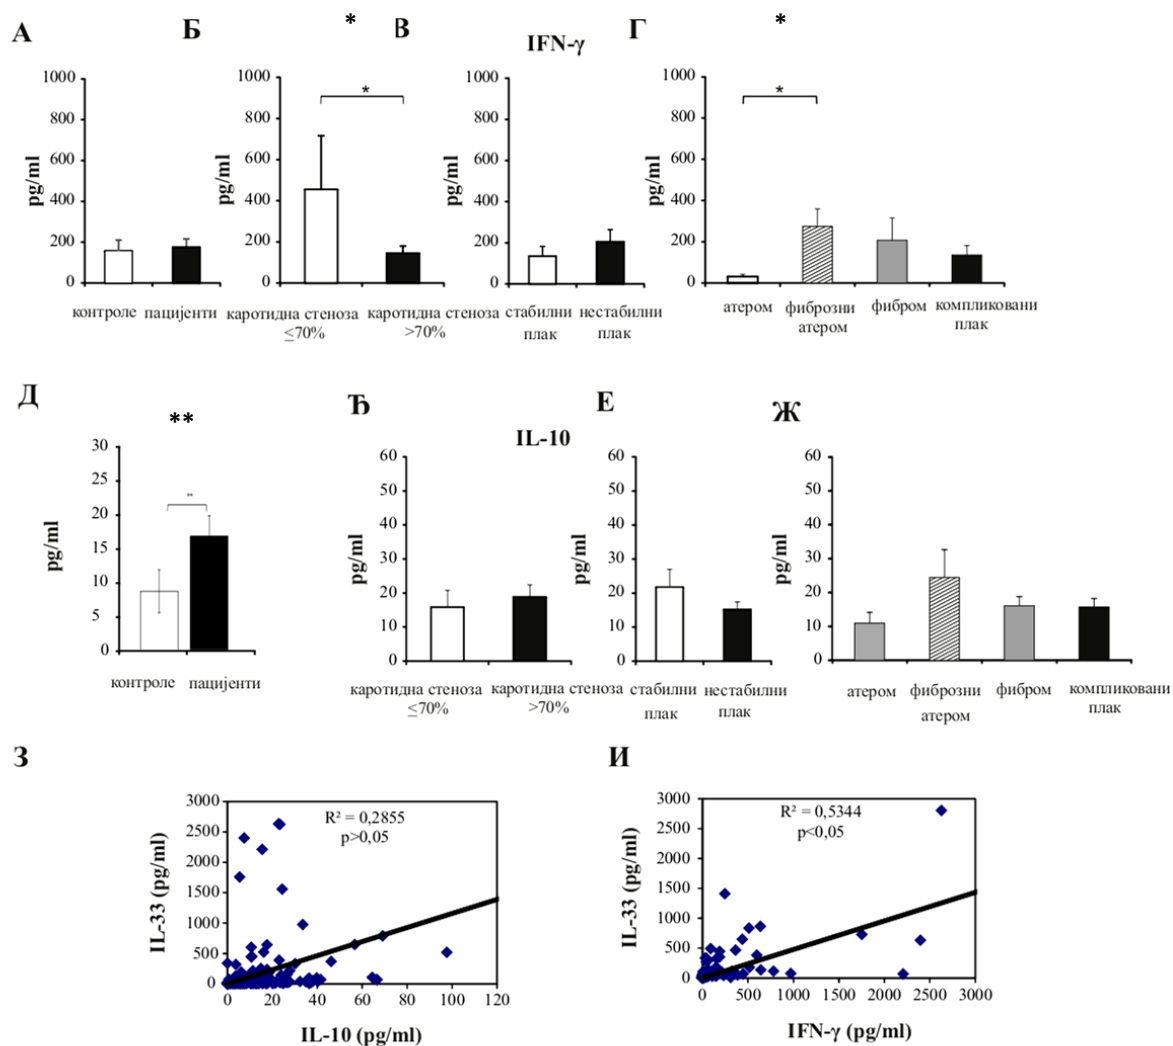 А
Б
*
В
IFN-γ
Г
*
pg/ml
1000
800
600
400
200
0
контроле пацијенти
pg/ml
1000
800
600
400
200
0
*
каротидна стеноза
≤70%
каротидна стеноза
>70%
pg/ml
1000
800
600
400
200
0
стабилни
плак
нестабилни
плак
pg/ml
1000
800
600
400
200
0
*
атером
фиброзни
атером
фибром
компликовани
плак
Д
**
Ђ
IL-10
Е
Ж
pg/ml
30
25
20
15
10
5
0
**
контроле пацијенти
pg/ml
60
50
40
30
20
10
0
каротидна стеноза
≤70%
каротидна стеноза
>70%
pg/ml
60
50
40
30
20
10
0
стабилни
плак
нестабилни
плак
pg/ml
60
50
40
30
20
10
0
атером
фиброзни
атером
фибром
компликовани
плак
З
IL-33 (pg/ml)
3000
2500
2000
1500
1000
500
0
R² = 0,2855
p>0,05
0 20 40 60 80 100 120
IL-10 (pg/ml)
И
IL-33 (pg/ml)
3000
2500
2000
1500
1000
500
0
R² = 0,5344
p<0,05
0 500 1000 1500 2000 2500 3000
IFN-γ (pg/ml)